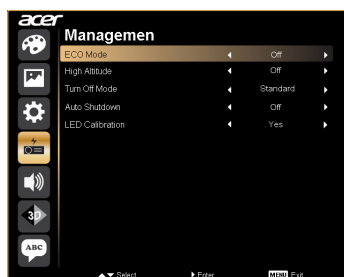 acer
Managemen
ECO Mode Off
High Altitude Off
Turn Off Mode Standard
Auto Shutdown Off
LED Calibration Yes
3D
ABC
Select Enter MENU Exit